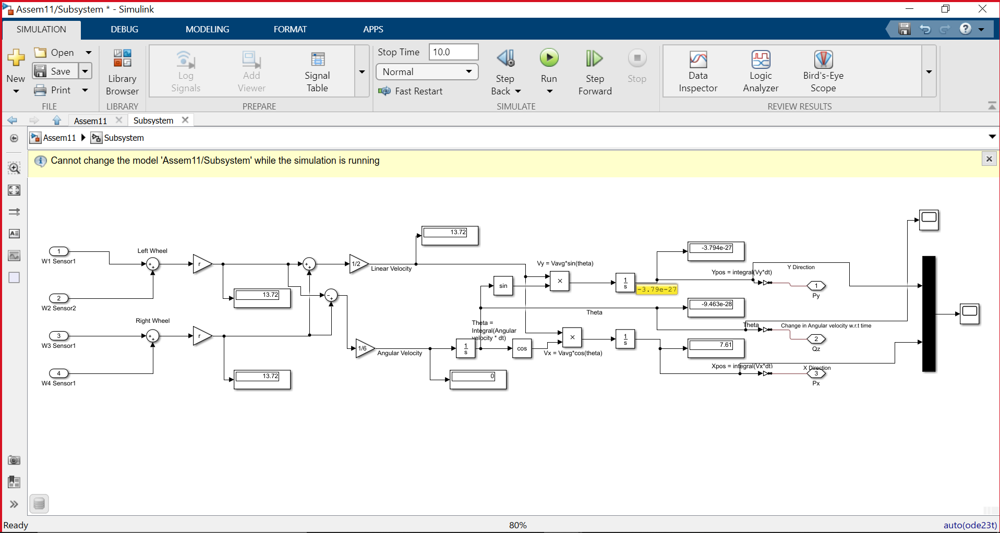 Assem11/Subsystem * - Simulink
SIMULATION DEBUG MODELING FORMAT APPS
New
Open
Save
Print
FILE
Library
Browser
LIBRARY
Log
Signals
Add
Viewer
Signal
Table
PREPARE
Stop Time 10.0
Normal
Fast Restart
Step
Back
Run
Step
Forward
Stop
SIMULATE
Data
Inspector
Logic
Analyzer
Bird's-Eye
Scope
REVIEW RESULTS
Assem11 Subsystem
Assem11 Subsystem
Cannot change the model 'Assem11/Subsystem' while the simulation is running
1
W1 Sensor1
2
W2 Sensor2
3
W3 Sensor1
4
W4 Sensor1
Left Wheel
Right Wheel
r
r
13.72
13.72
13.72
1/2
Linear Velocity
1/6
Angular Velocity
0
Theta =
Integral(Angular
velocity * dt)
1
s
sin
cos
Vy = Vavg*sin(theta)
×
Vx = Vavg*cos(theta)
×
1
s
1
s
-3.79e-27
-3.794e-27
Ypos = integral(Vy*dt)
Y Direction
1
Py
Theta
-9.463e-28
Theta
Change in Angular velocity w.r.t time
2
Qz
7.61
Xpos = integral(Vx*dt)
X Direction
3
Px
Ready
80%
auto(ode23t)